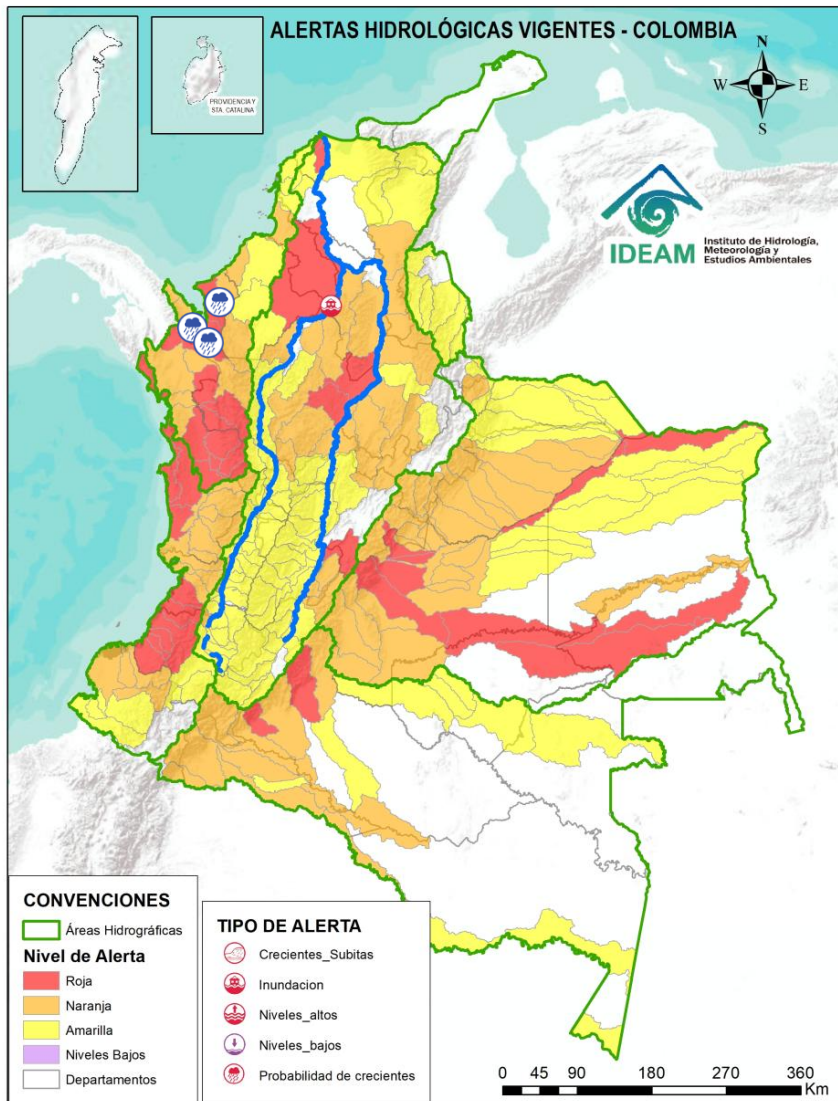 ALERTAS HIDROLÓGICAS VIGENTES - COLOMBIA
PROVIDENCIA Y
STA. CATALINA
N
W
E
S
IDEAM
Instituto de Hidrología,
Meteorología y
Estudios Ambientales
CONVENCIONES
Áreas Hidrográficas
Nivel de Alerta
Roja
Naranja
Amarilla
Niveles Bajos
Departamentos
TIPO DE ALERTA
Crecientes_Subitas
Inundacion
Niveles_altos
Niveles_bajos
Probabilidad de crecientes
0 45 90 180 270 360
Km